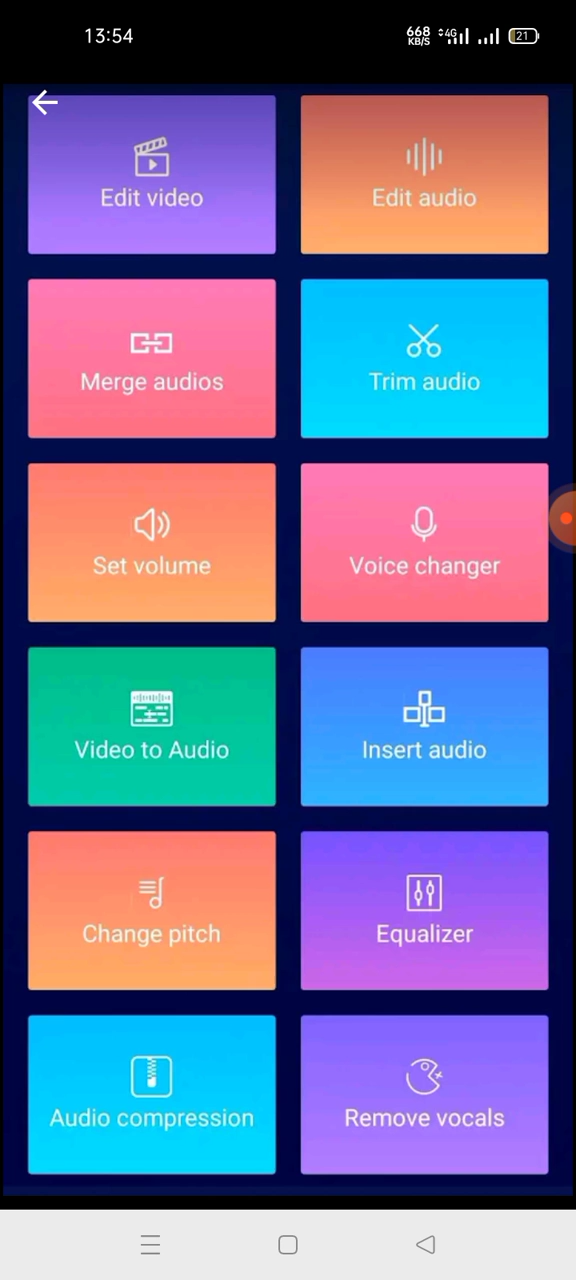 13:54
668 KB/S 4G 21
Edit video
Edit audio
Merge audios
Trim audio
Set volume
Voice changer
Video to Audio
Insert audio
Change pitch
Equalizer
Audio compression
Remove vocals